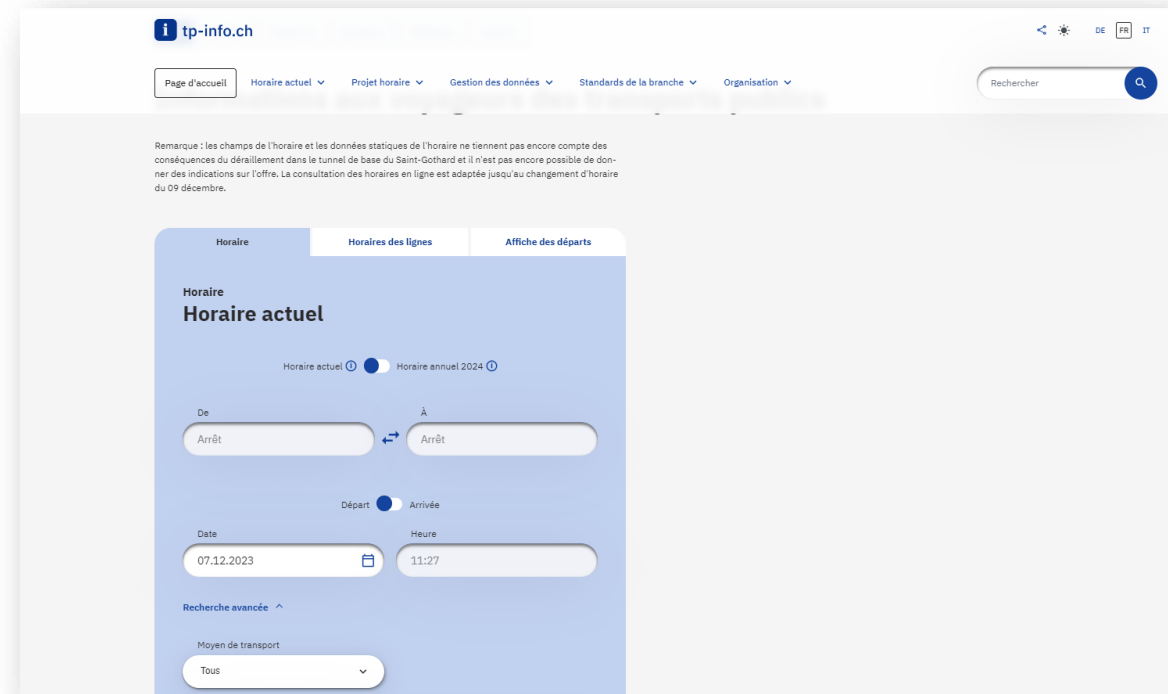 i tp-info.ch
DE FR IT
Page d'accueil Horaire actuel Projet horaire Gestion des données Standards de la branche Organisation Rechercher
Remarque : les champs de l'horaire et les données statiques de l'horaire ne tiennent pas encore compte des
conséquences du déraillement dans le tunnel de base du Saint-Gothard et il n'est pas encore possible de don-
ner des indications sur l'offre. La consultation des horaires en ligne est adaptée jusqu'au changement d'horaire
du 09 décembre.
Horaire Horaires des lignes Affiche des départs
Horaire
Horaire actuel
Horaire actuel Horaire annuel 2024
De À
Arrêt Arrêt
Départ Arrivée
Date Heure
07.12.2023 11:27
Recherche avancée
Moyen de transport
Tous